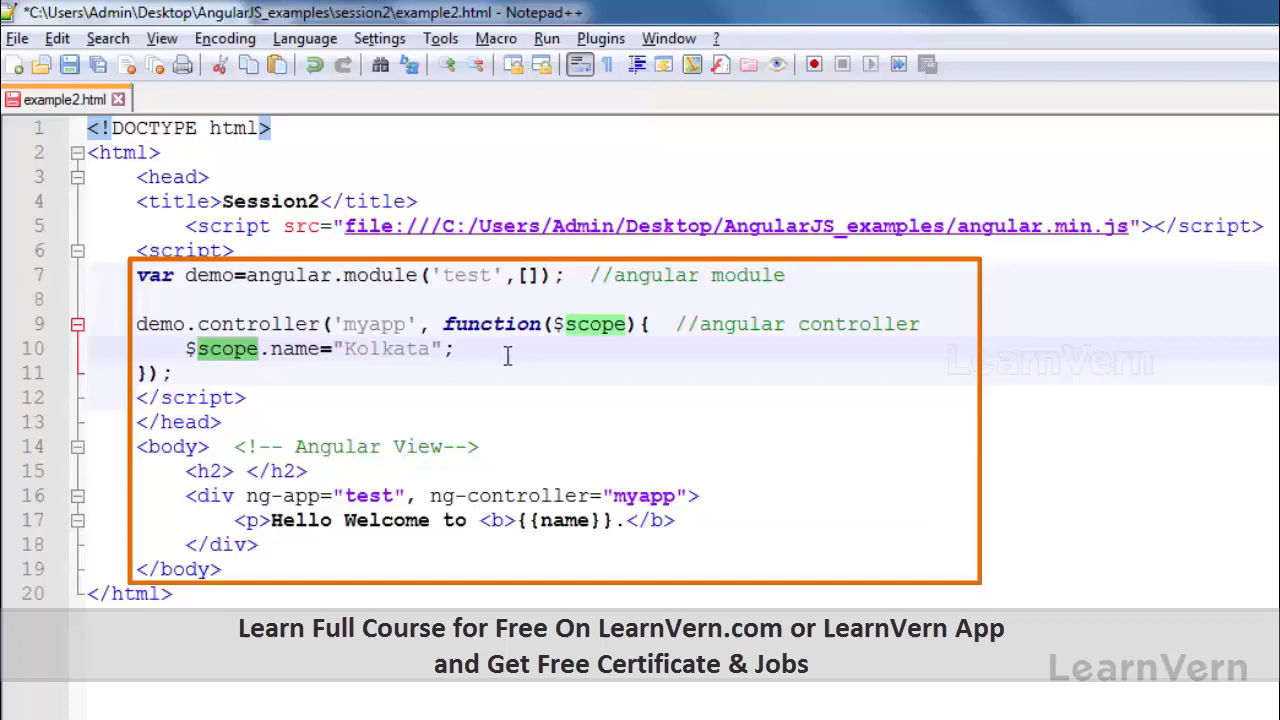 *C:\Users\Admin\Desktop\AngularJS_examples\session2\example2.html - Notepad++
File Edit Search View Encoding Language Settings Tools Macro Run Plugins Window ?
example2.html
1 <!DOCTYPE html>
2 <html>
3 <head>
4 <title>Session2</title>
5 <script src="file:///C:/Users/Admin/Desktop/AngularJS_examples/angular.min.js"></script>
6 <script>
7 var demo=angular.module('test',[]); //angular module
8
9 demo.controller('myapp', function($scope){ //angular controller
10 $scope.name="Kolkata";
11 });
12 </script>
13 </head>
14 <body> <!-- Angular View-->
15 <h2> </h2>
16 <div ng-app="test", ng-controller="myapp">
17 <p>Hello Welcome to <b>{{name}}.</b>
18 </div>
19 </body>
20 </html>
LearnVern
Learn Full Course for Free On LearnVern.com or LearnVern App
and Get Free Certificate & Jobs
LearnVern